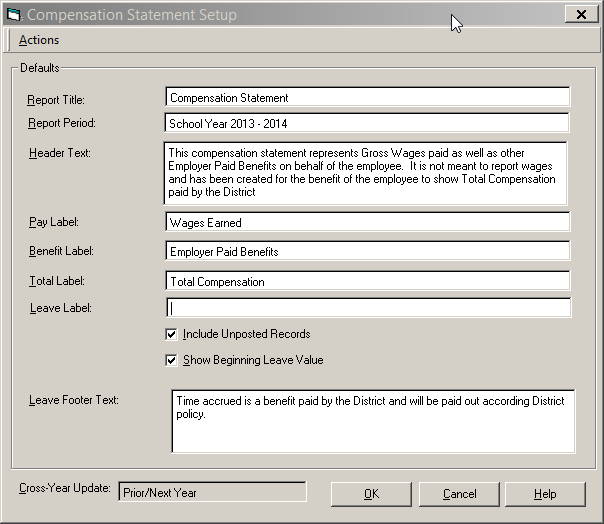 Compensation Statement Setup
Actions
Defaults
Report Title: Compensation Statement
Report Period: School Year 2013 - 2014
Header Text: This compensation statement represents Gross Wages paid as well as other
Employer Paid Benefits on behalf of the employee. It is not meant to report wages
and has been created for the benefit of the employee to show Total Compensation
paid by the District
Pay Label: Wages Earned
Benefit Label: Employer Paid Benefits
Total Label: Total Compensation
Leave Label:
Include Unposted Records
Show Beginning Leave Value
Leave Footer Text: Time accrued is a benefit paid by the District and will be paid out according District
policy.
Cross-Year Update: Prior/Next Year
OK Cancel Help